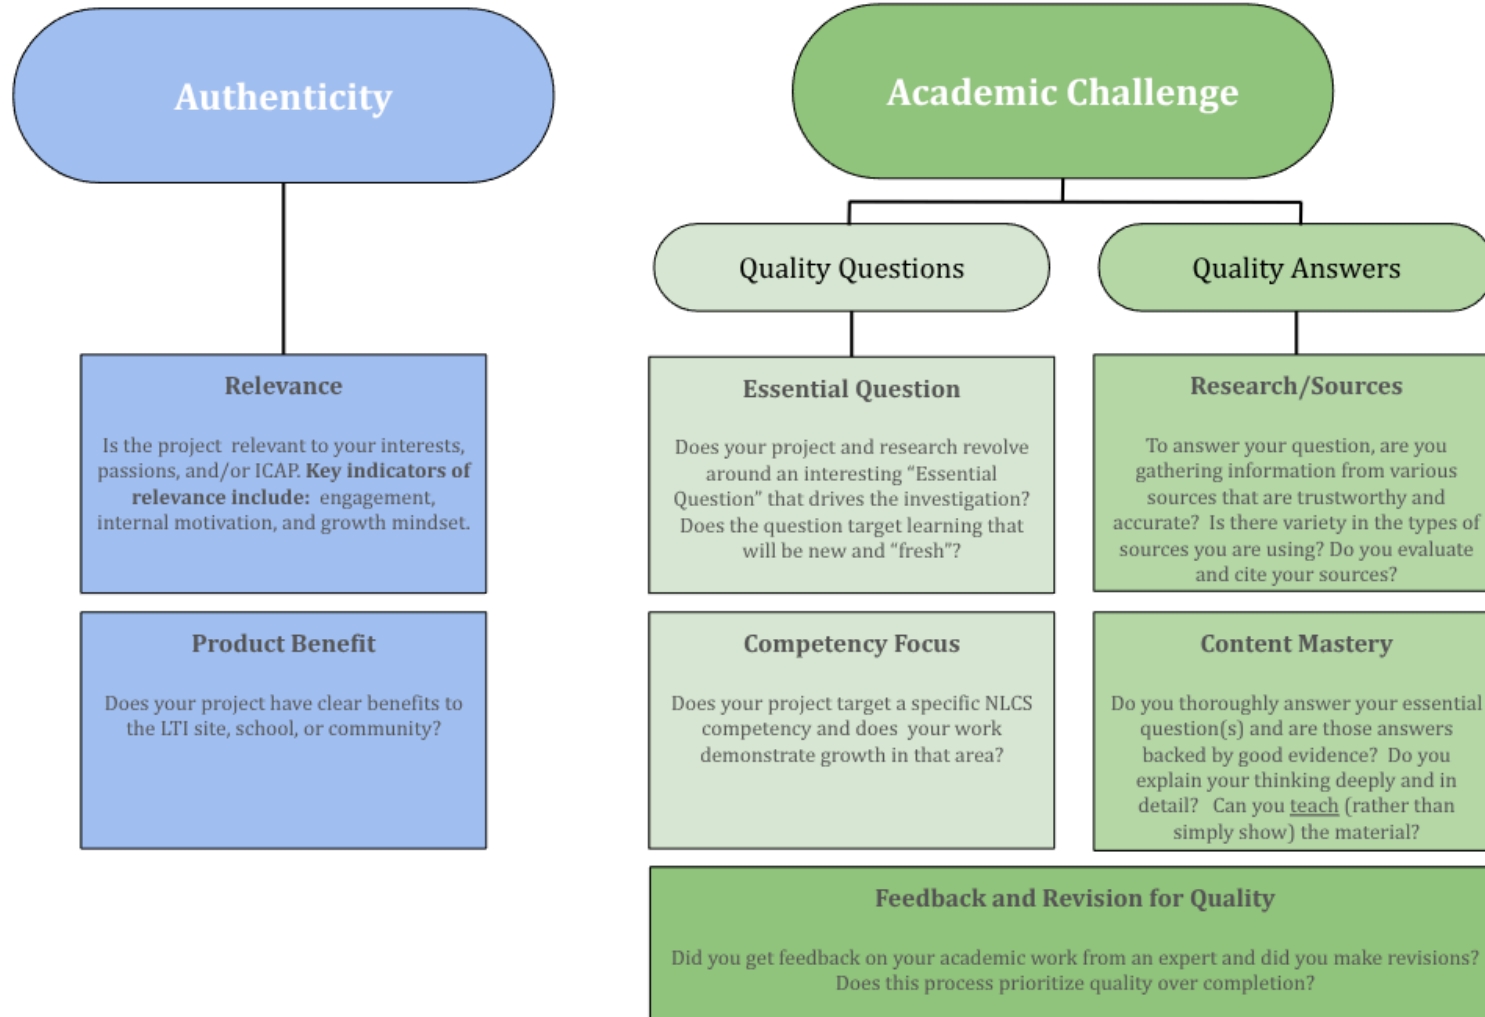 Authenticity
Relevance
Is the project relevant to your interests,
passions, and/or ICAP. Key indicators of
relevance include: engagement,
internal motivation, and growth mindset.
Product Benefit
Does your project have clear benefits to
the LTI site, school, or community?
Academic Challenge
Quality Questions
Essential Question
Does your project and research revolve
around an interesting “Essential
Question” that drives the investigation?
Does the question target learning that
will be new and “fresh”?
Competency Focus
Does your project target a specific NLCS
competency and does your work
demonstrate growth in that area?
Quality Answers
Research/Sources
To answer your question, are you
gathering information from various
sources that are trustworthy and
accurate? Is there variety in the types of
sources you are using? Do you evaluate
and cite your sources?
Content Mastery
Do you thoroughly answer your essential
question(s) and are those answers
backed by good evidence? Do you
explain your thinking deeply and in
detail? Can you teach (rather than
simply show) the material?
Feedback and Revision for Quality
Did you get feedback on your academic work from an expert and did you make revisions?
Does this process prioritize quality over completion?